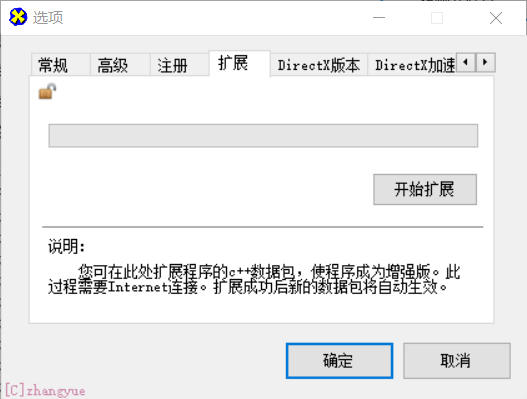 选项
常规 高级 注册 扩展 DirectX版本 DirectX加速
开始扩展
说明:
您可在此处扩展程序的c++数据包，使程序成为增强版。此
过程需要Internet连接。扩展成功后新的数据包将自动生效。
确定 取消
[C]zhangyue